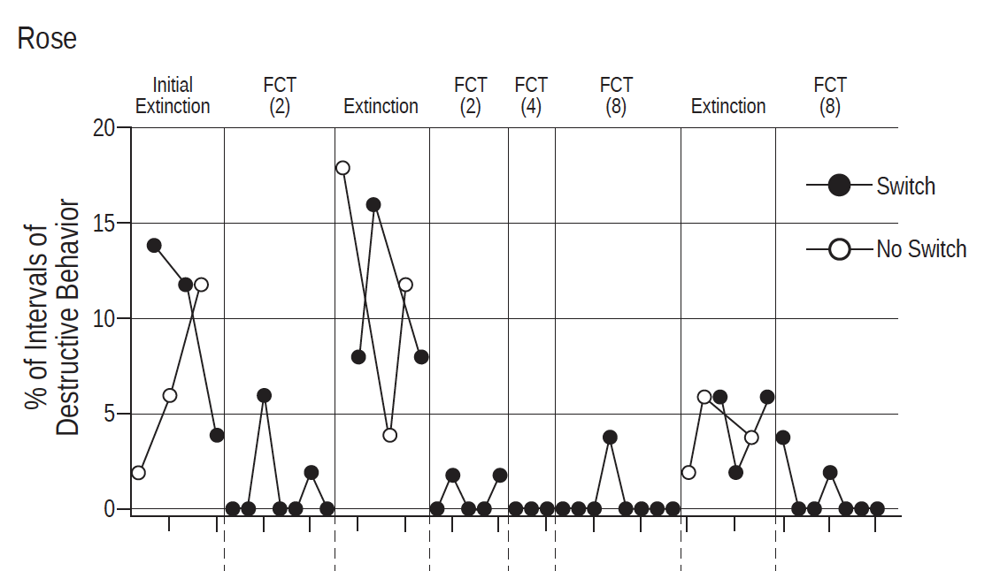 Rose
Initial
Extinction
FCT
(2)
Extinction
FCT
(2)
FCT
(4)
FCT
(8)
Extinction
FCT
(8)
20
15
10
5
0
% of Intervals of
Destructive Behavior
Switch
No Switch